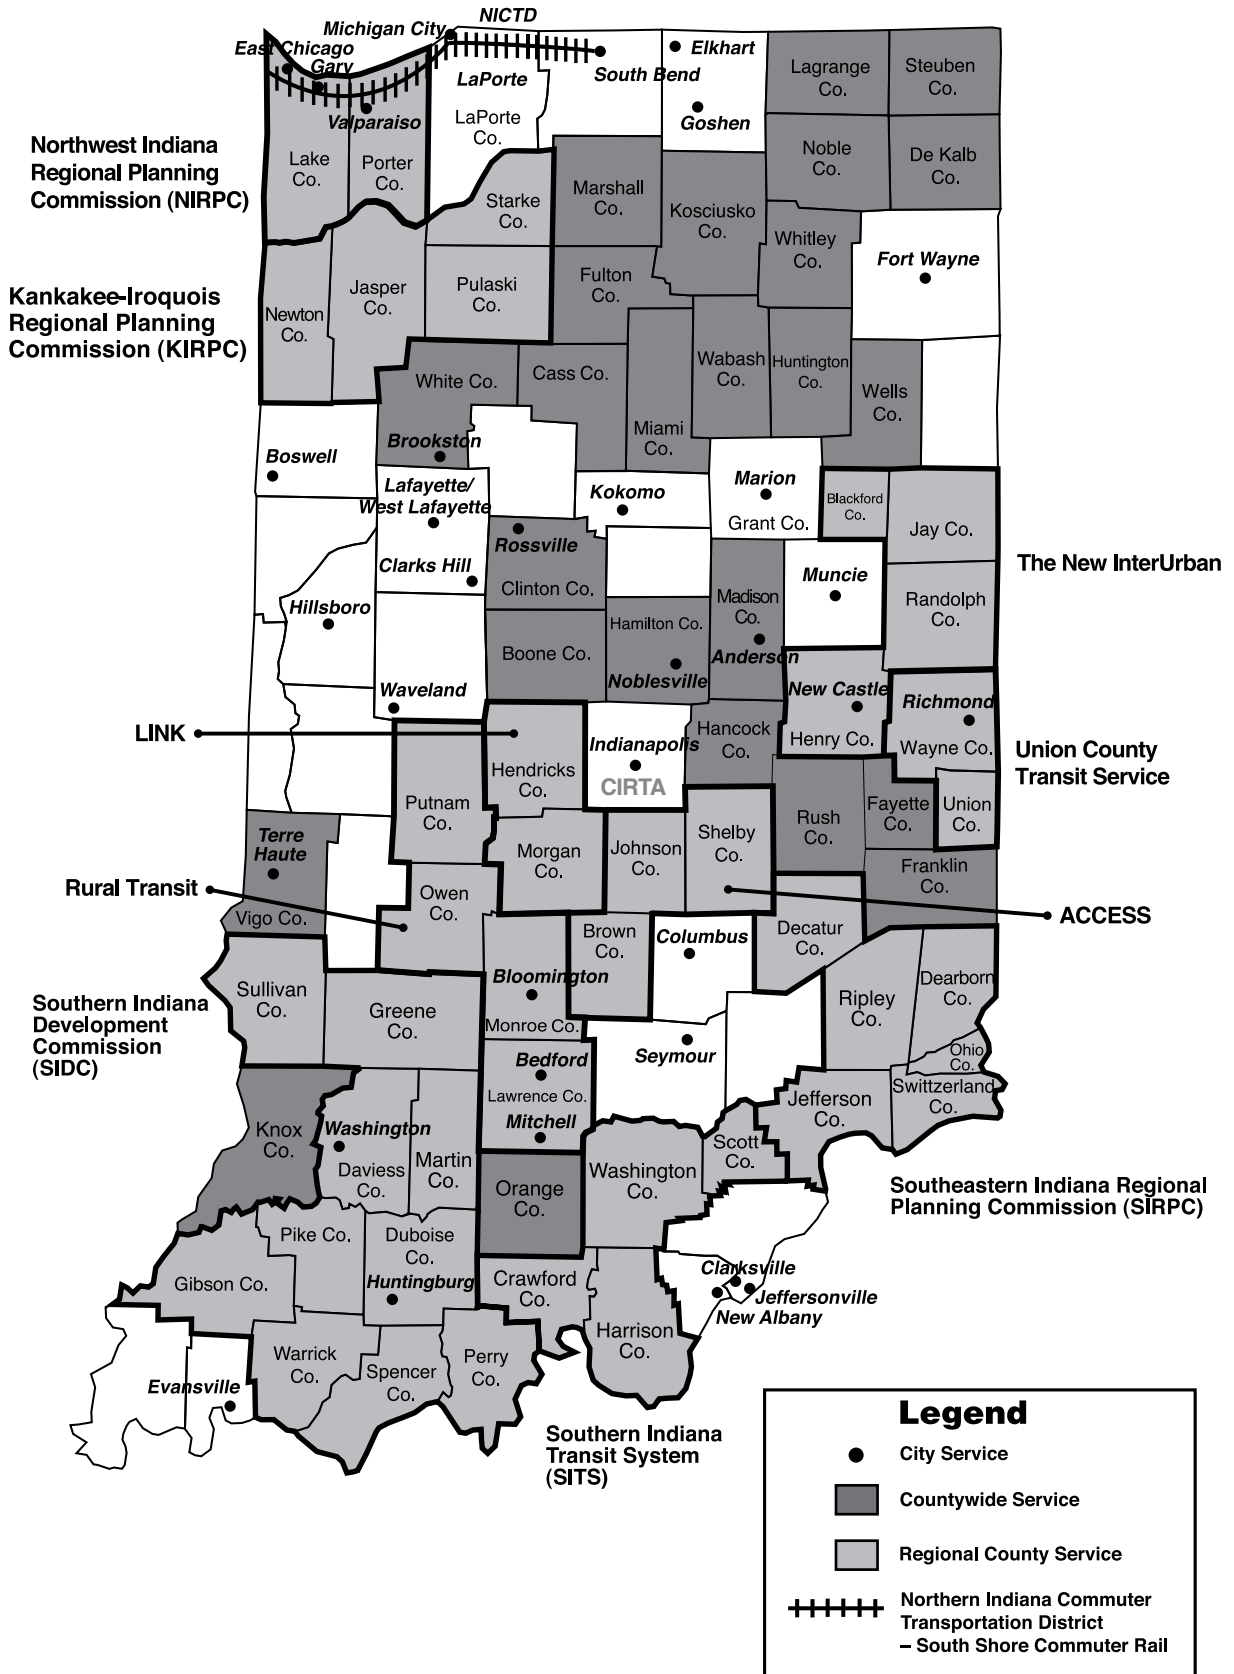 NICTD
Michigan City
East Chicago
Gary
Elkhart
South Bend
LaPorte
LaPorte
Co.
Goshen
Valparaiso
Lagrange
Co.
Steuben
Co.
Northwest Indiana
Regional Planning
Commission (NIRPC)
Lake
Co.
Porter
Co.
Noble
Co.
De Kalb
Co.
Starke
Co.
Marshall
Co.
Kosciusko
Co.
Whitley
Co.
Fort Wayne
Kankakee-Iroquois
Regional Planning
Commission (KIRPC)
Newton
Co.
Jasper
Co.
Pulaski
Co.
Fulton
Co.
White Co.
Cass Co.
Miami
Co.
Wabash
Co.
Huntington
Co.
Wells
Co.
Brookston
Boswell
Lafayette/
West Lafayette
Kokomo
Marion
Grant Co.
Blackford
Co.
Jay Co.
Rossville
Clinton Co.
Clarks Hill
The New InterUrban
Muncie
Madison
Co.
Anderson
Randolph
Co.
Hillsboro
Hamilton Co.
Noblesville
Boone Co.
Waveland
New Castle
Henry Co.
Richmond
Wayne Co.
LINK
Hendricks
Co.
Indianapolis
CIRTA
Hancock
Co.
Union County
Transit Service
Putnam
Co.
Rush
Co.
Fayette
Co.
Union
Co.
Terre
Haute
Vigo Co.
Morgan
Co.
Johnson
Co.
Shelby
Co.
Franklin
Co.
Rural Transit
Owen
Co.
ACCESS
Brown
Co.
Columbus
Decatur
Co.
Sullivan
Co.
Greene
Co.
Bloomington
Monroe Co.
Ripley
Co.
Dearborn
Co.
Southern Indiana
Development
Commission
(SIDC)
Seymour
Ohio
Co.
Bedford
Lawrence Co.
Mitchell
Jefferson
Co.
Switzerland
Co.
Knox
Co.
Washington
Daviess
Co.
Martin
Co.
Scott
Co.
Washington
Co.
Orange
Co.
Southeastern Indiana Regional
Planning Commission (SIRPC)
Pike Co.
Duboise
Co.
Huntingburg
Gibson Co.
Crawford
Co.
Clarksville
Jeffersonville
New Albany
Harrison
Co.
Warrick
Co.
Spencer
Co.
Perry
Co.
Evansville
Southern Indiana
Transit System
(SITS)
Legend
City Service
Countywide Service
Regional County Service
Northern Indiana Commuter
Transportation District
– South Shore Commuter Rail